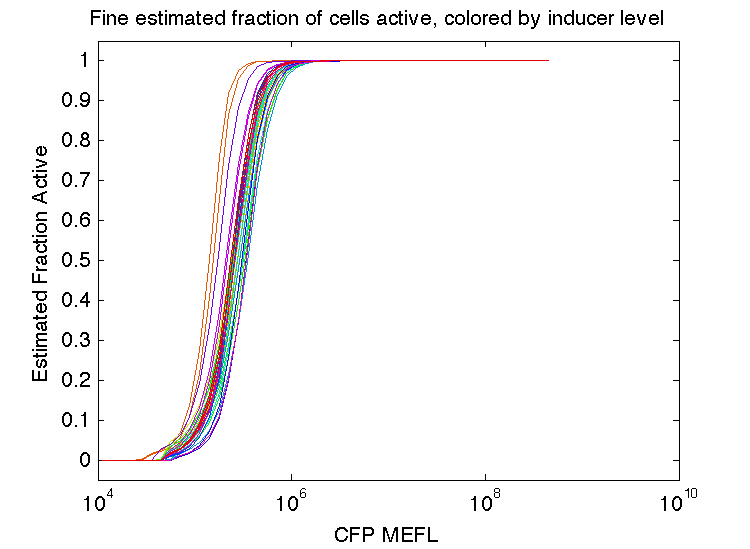 Fine estimated fraction of cells active, colored by inducer level
1
0.9
0.8
0.7
0.6
0.5
0.4
0.3
0.2
0.1
0
Estimated Fraction Active
10^4 10^6 10^8 10^10
CFP MEFL